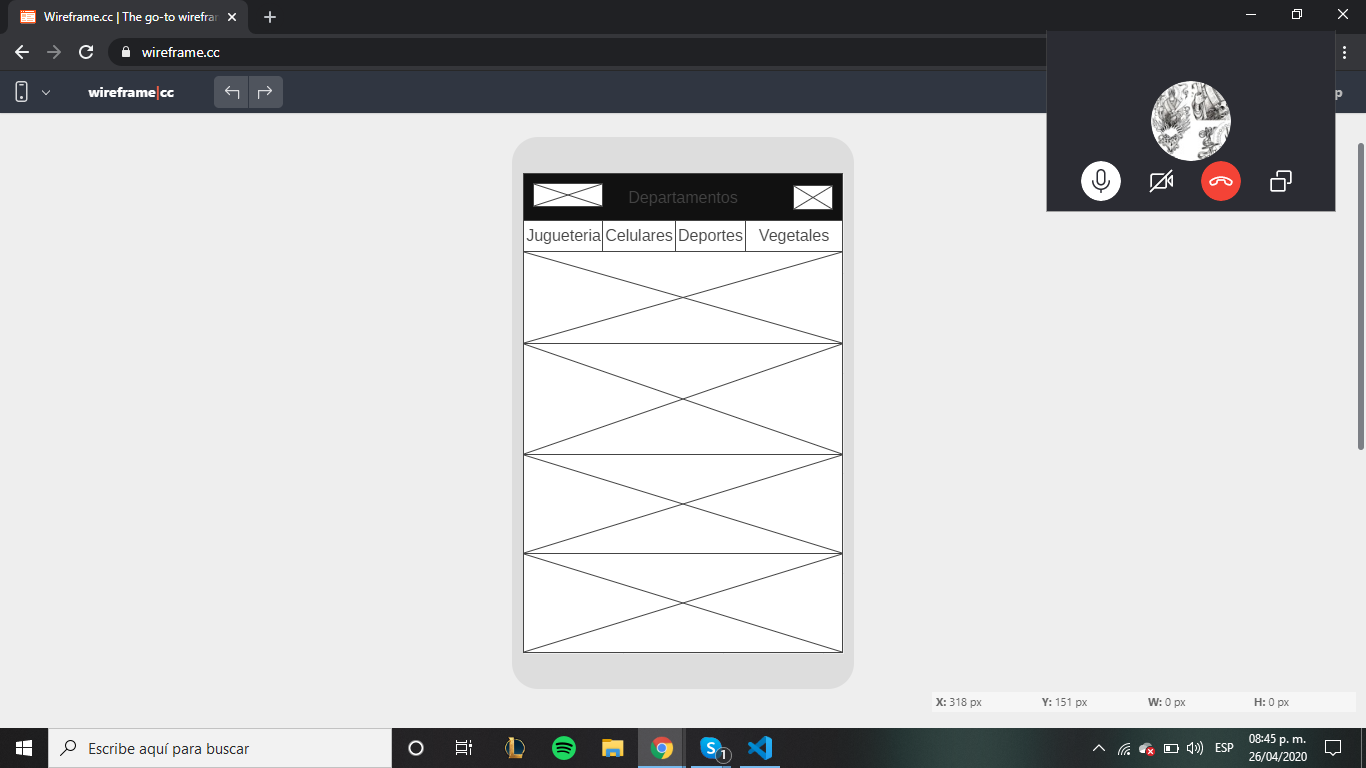 Wireframe.cc | The go-to wirefra
wireframe.cc
wireframe|cc
p
Departamentos
Jugueteria Celulares Deportes Vegetales
X: 318 px Y: 151 px W: 0 px H: 0 px
Escribe aquí para buscar
1
ESP
08:45 p. m.
26/04/2020